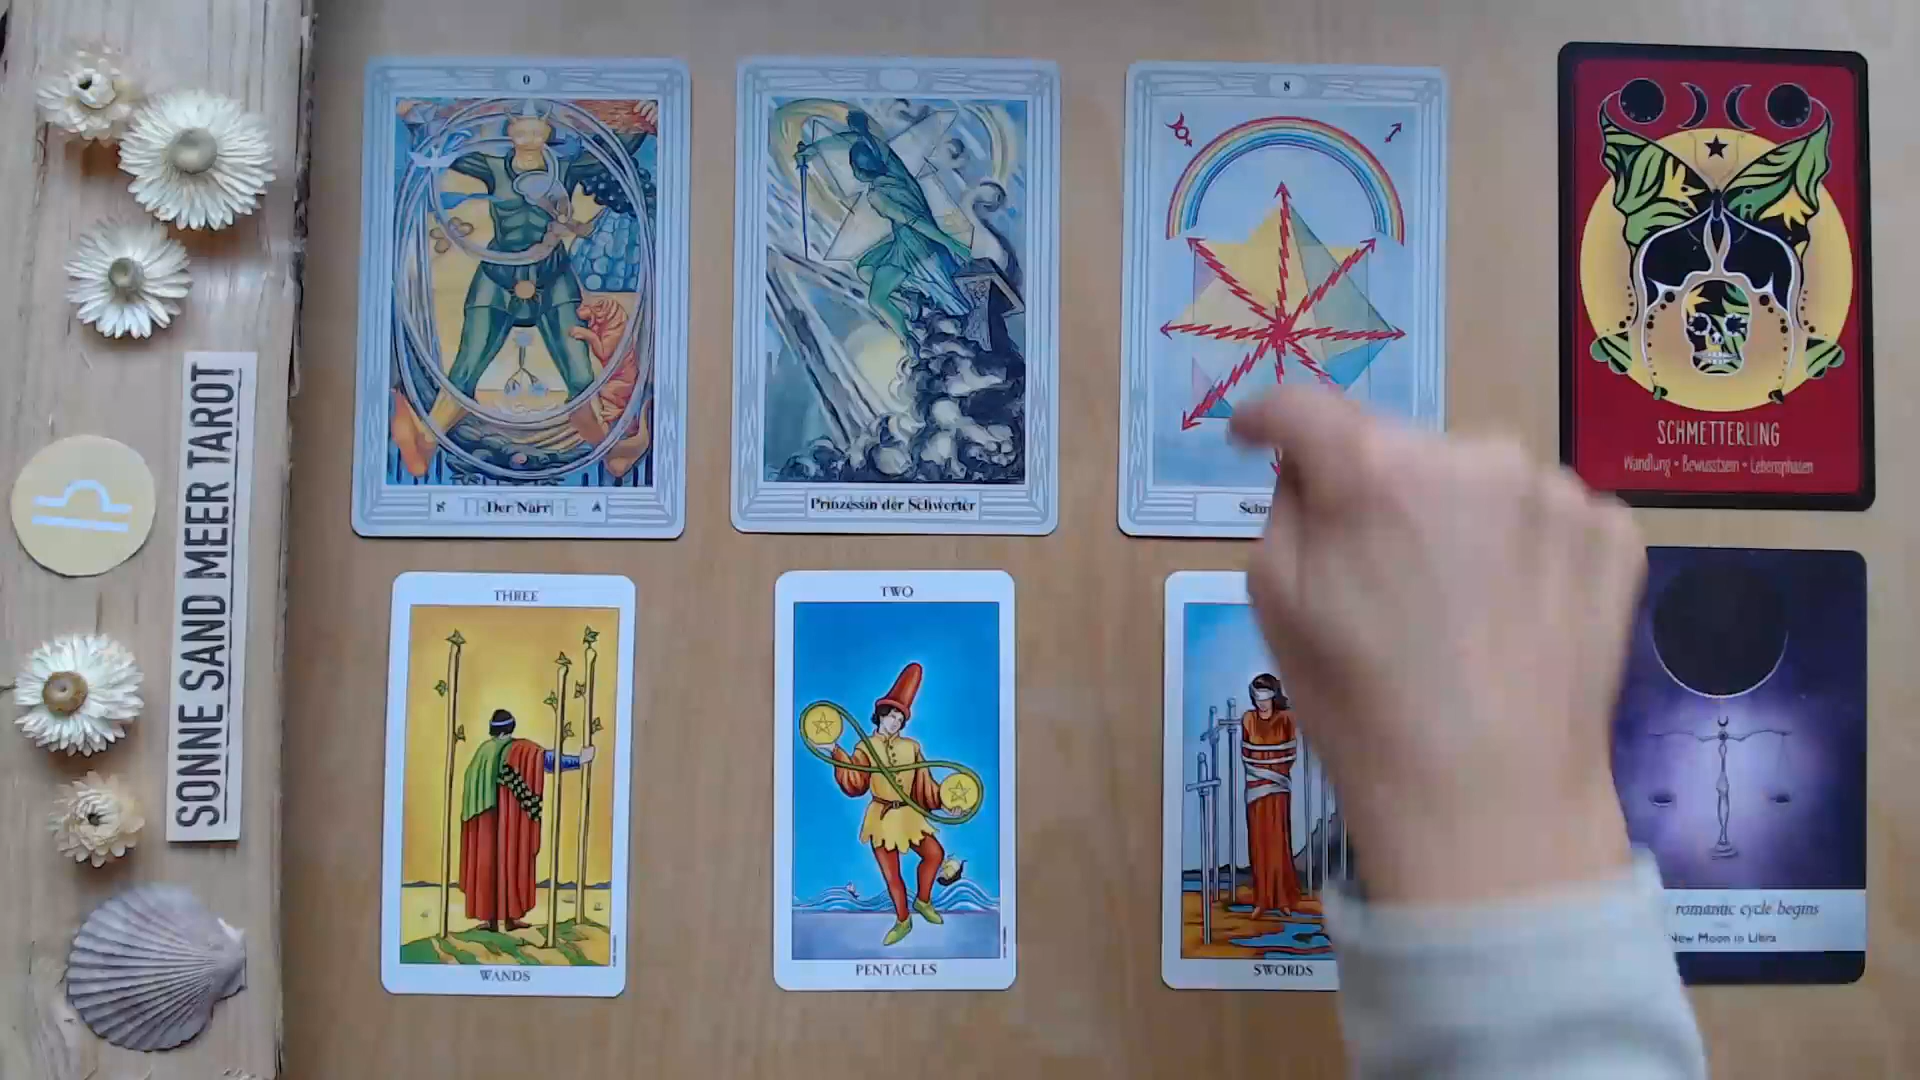 SONNE SAND MEER TAROT
0
Der Narr
Prinzessin der Schwerter
8
SCHMETTERLING
Wandlung • Bewusstsein • Lebensphasen
THREE
WANDS
TWO
PENTACLES
SWORDS
romantic cycle begins
New Moon in Libra